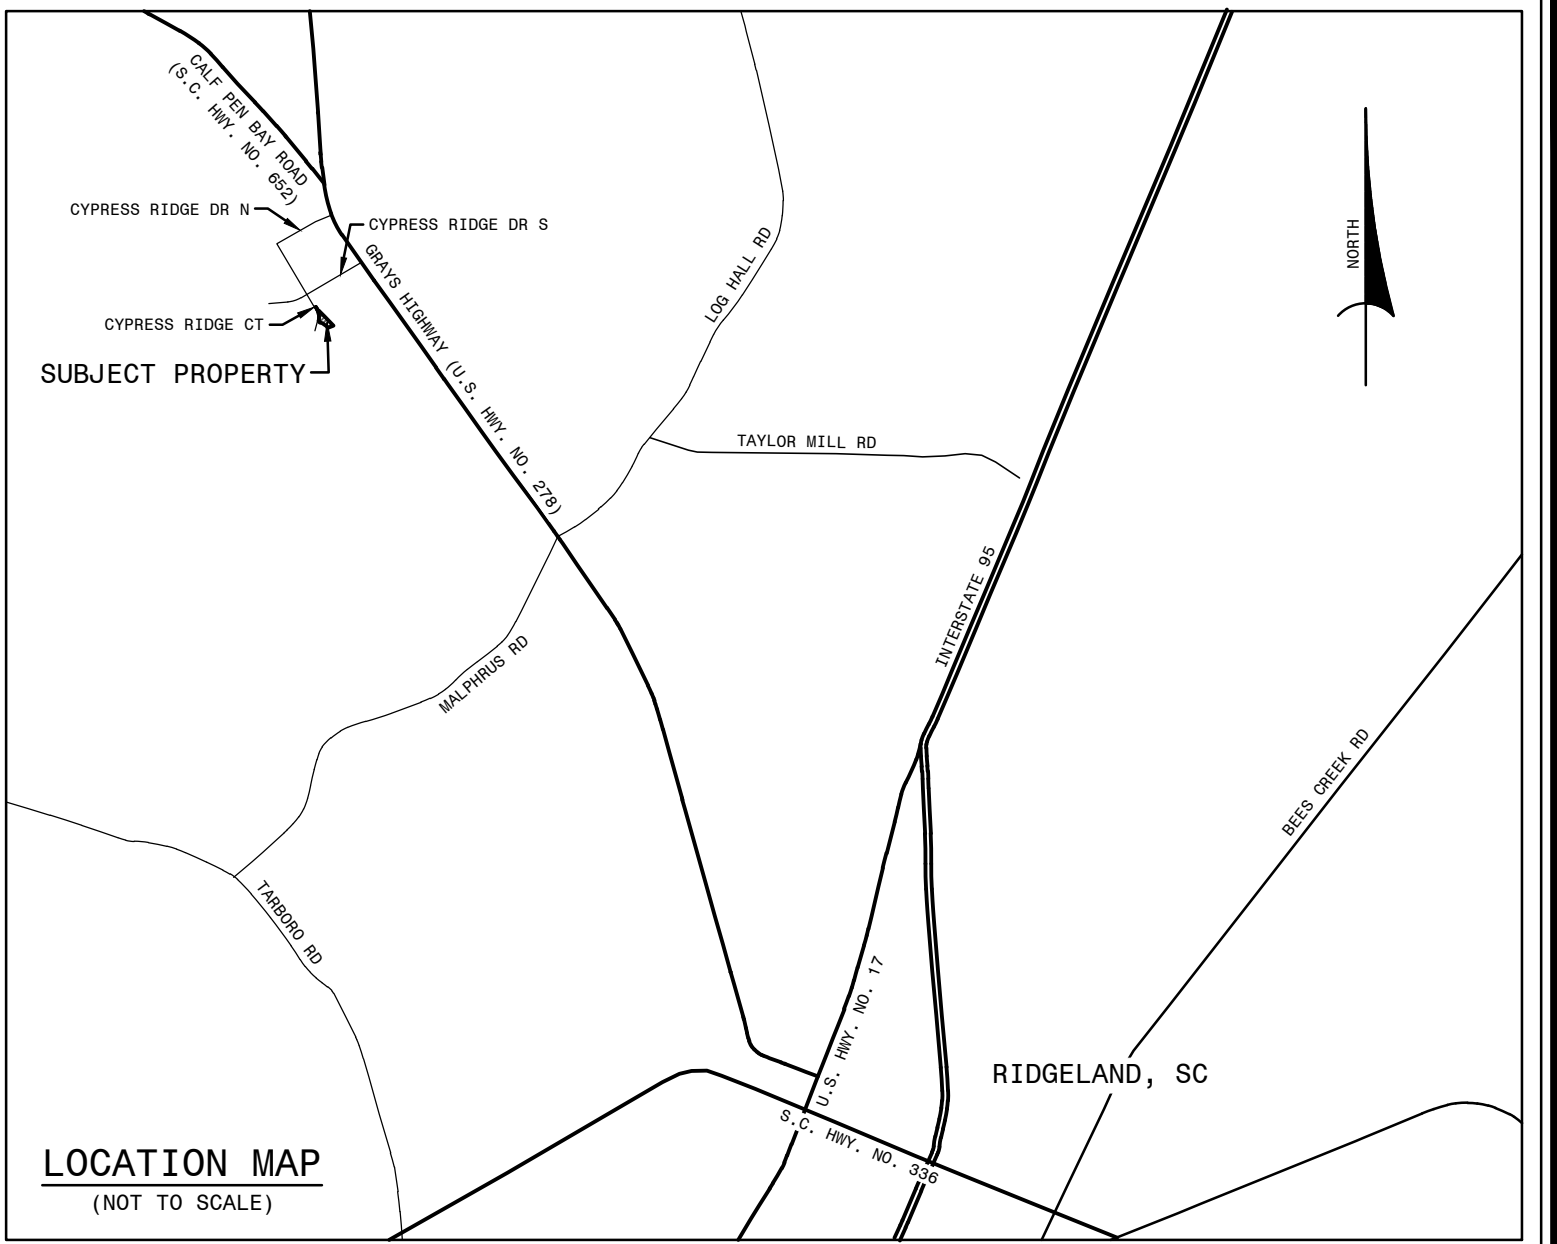 CALF PEN BAY ROAD
(S.C. HWY. NO. 652)
CYPRESS RIDGE DR N
CYPRESS RIDGE DR S
GRAYS HIGHWAY (U.S. HWY. NO. 278)
CYPRESS RIDGE CT
SUBJECT PROPERTY
LOG HALL RD
NORTH
TAYLOR MILL RD
INTERSTATE 95
MALPHRUS RD
BEES CREEK RD
TARBORO RD
U.S. HWY. NO. 17
RIDGELAND, SC
S.C. HWY. NO. 336
LOCATION MAP
(NOT TO SCALE)